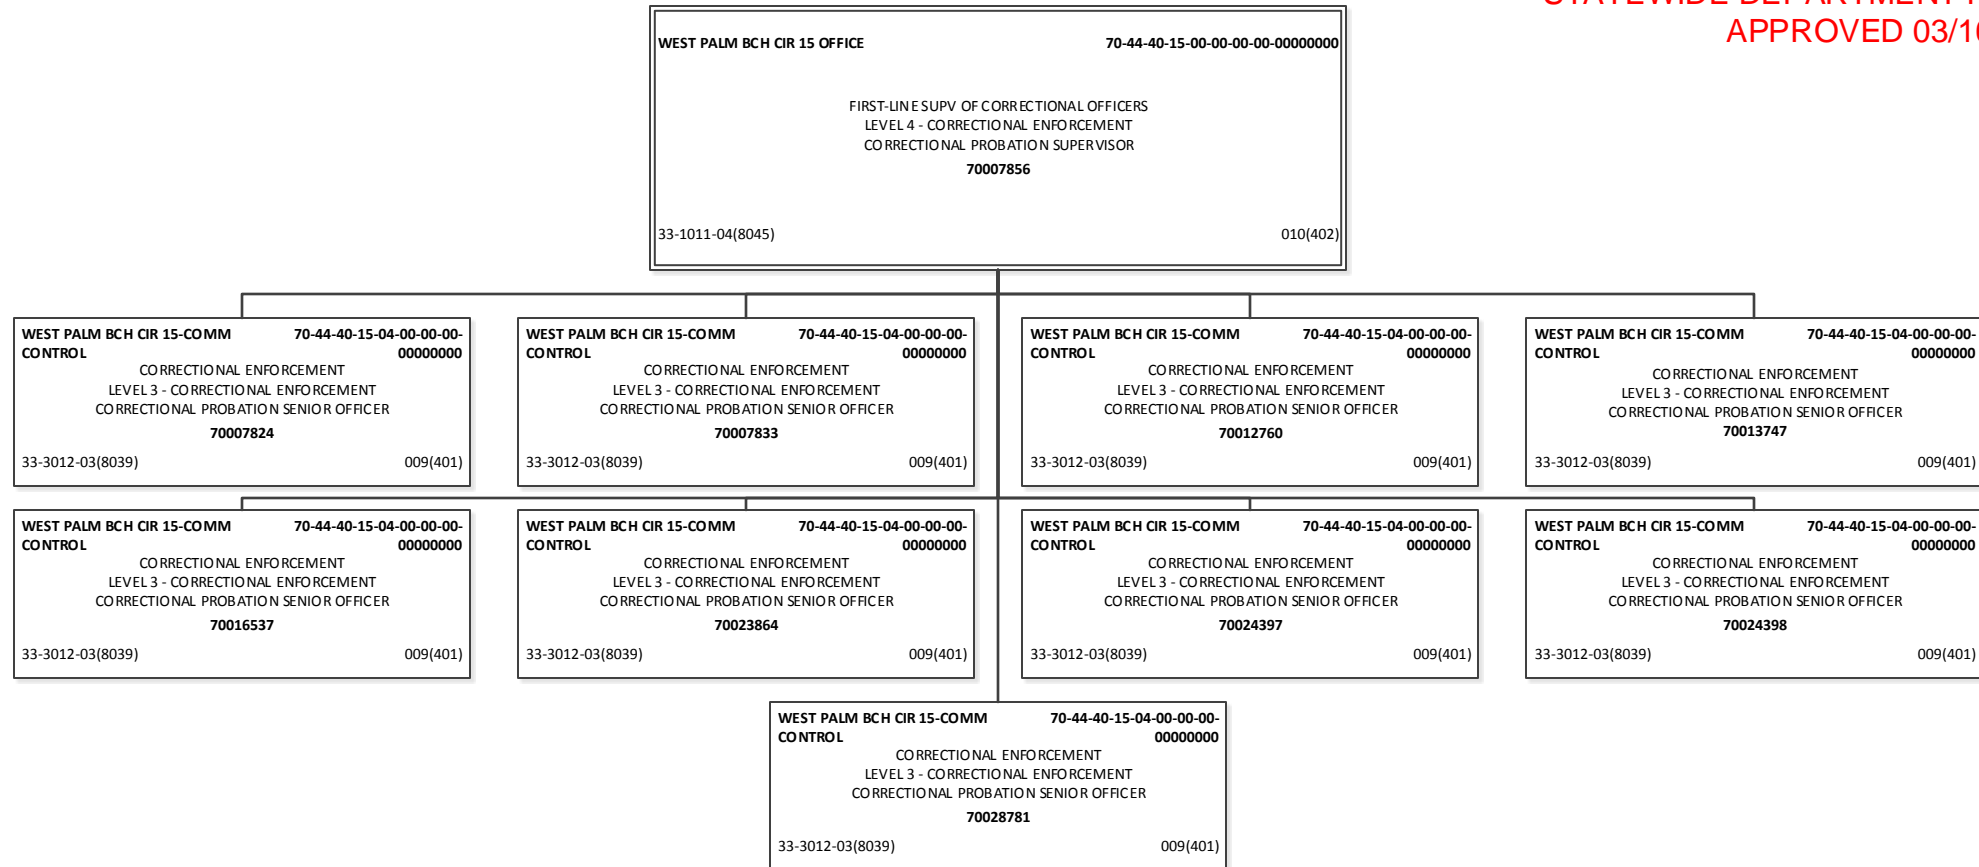 STATEWIDE DEPARTMENT
APPROVED 03/1
WEST PALM BCH CIR 15 OFFICE 70-44-40-15-00-00-00-00-00000000
FIRST-LINE SUPV OF CORRECTIONAL OFFICERS
LEVEL 4 - CORRECTIONAL ENFORCEMENT
CORRECTIONAL PROBATION SUPERVISOR
70007856
33-1011-04(8045) 010(402)
WEST PALM BCH CIR 15-COMM 70-44-40-15-04-00-00-00-
CONTROL 00000000
CORRECTIONAL ENFORCEMENT
LEVEL 3 - CORRECTIONAL ENFORCEMENT
CORRECTIONAL PROBATION SENIOR OFFICER
70007824
33-3012-03(8039) 009(401)
WEST PALM BCH CIR 15-COMM 70-44-40-15-04-00-00-00-
CONTROL 00000000
CORRECTIONAL ENFORCEMENT
LEVEL 3 - CORRECTIONAL ENFORCEMENT
CORRECTIONAL PROBATION SENIOR OFFICER
70007833
33-3012-03(8039) 009(401)
WEST PALM BCH CIR 15-COMM 70-44-40-15-04-00-00-00-
CONTROL 00000000
CORRECTIONAL ENFORCEMENT
LEVEL 3 - CORRECTIONAL ENFORCEMENT
CORRECTIONAL PROBATION SENIOR OFFICER
70012760
33-3012-03(8039) 009(401)
WEST PALM BCH CIR 15-COMM 70-44-40-15-04-00-00-00-
CONTROL 00000000
CORRECTIONAL ENFORCEMENT
LEVEL 3 - CORRECTIONAL ENFORCEMENT
CORRECTIONAL PROBATION SENIOR OFFICER
70013747
33-3012-03(8039) 009(401)
WEST PALM BCH CIR 15-COMM 70-44-40-15-04-00-00-00-
CONTROL 00000000
CORRECTIONAL ENFORCEMENT
LEVEL 3 - CORRECTIONAL ENFORCEMENT
CORRECTIONAL PROBATION SENIOR OFFICER
70016537
33-3012-03(8039) 009(401)
WEST PALM BCH CIR 15-COMM 70-44-40-15-04-00-00-00-
CONTROL 00000000
CORRECTIONAL ENFORCEMENT
LEVEL 3 - CORRECTIONAL ENFORCEMENT
CORRECTIONAL PROBATION SENIOR OFFICER
70023864
33-3012-03(8039) 009(401)
WEST PALM BCH CIR 15-COMM 70-44-40-15-04-00-00-00-
CONTROL 00000000
CORRECTIONAL ENFORCEMENT
LEVEL 3 - CORRECTIONAL ENFORCEMENT
CORRECTIONAL PROBATION SENIOR OFFICER
70024397
33-3012-03(8039) 009(401)
WEST PALM BCH CIR 15-COMM 70-44-40-15-04-00-00-00-
CONTROL 00000000
CORRECTIONAL ENFORCEMENT
LEVEL 3 - CORRECTIONAL ENFORCEMENT
CORRECTIONAL PROBATION SENIOR OFFICER
70024398
33-3012-03(8039) 009(401)
WEST PALM BCH CIR 15-COMM 70-44-40-15-04-00-00-00-
CONTROL 00000000
CORRECTIONAL ENFORCEMENT
LEVEL 3 - CORRECTIONAL ENFORCEMENT
CORRECTIONAL PROBATION SENIOR OFFICER
70028781
33-3012-03(8039) 009(401)